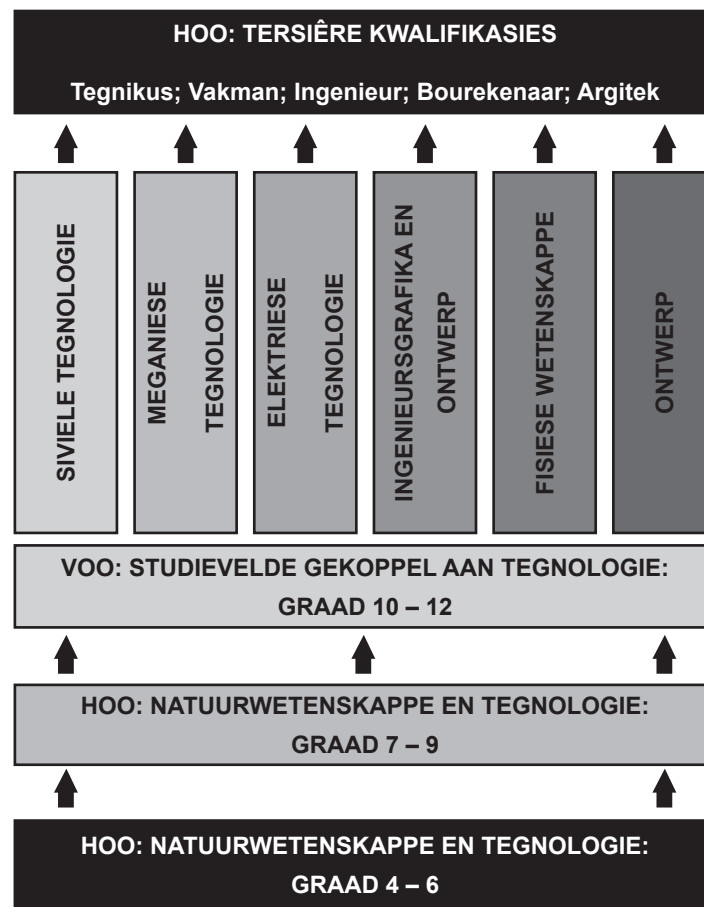 HOO: TERSIÊRE KWALIFIKASIES
Tegnikus; Vakman; Ingenieur; Bourekenaar; Argitek
SIVIELE TEGNOLOGIE
MEGANIESE
TEGNOLOGIE
ELEKTRIESE
TEGNOLOGIE
INGENIEURSGRAFIKA EN
ONTWERP
FISIESE WETENSKAPPE
ONTWERP
VOO: STUDIEVELDE GEKOPPEL AAN TEGNOLOGIE:
GRAAD 10 – 12
HOO: NATUURWETENSKAPPE EN TEGNOLOGIE:
GRAAD 7 – 9
HOO: NATUURWETENSKAPPE EN TEGNOLOGIE:
GRAAD 4 – 6